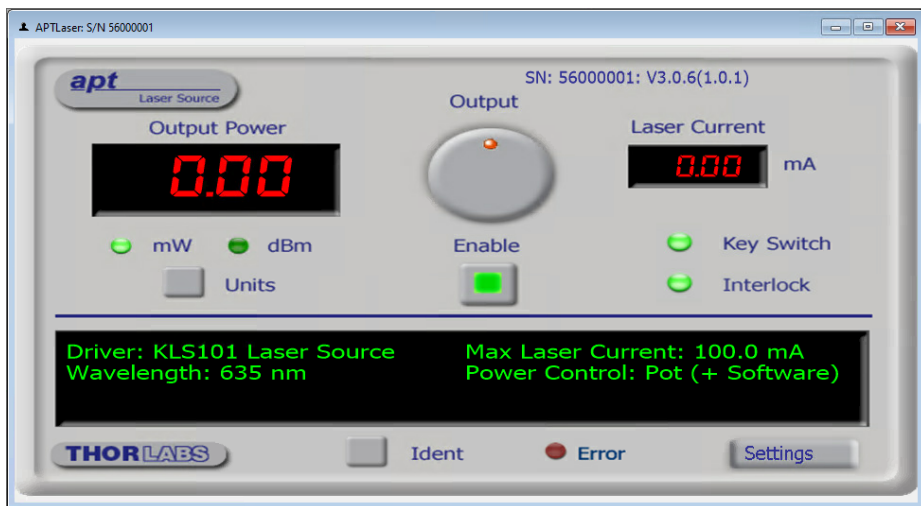 APTLaser: S/N 56000001
apt
Laser Source
SN: 56000001: V3.0.6(1.0.1)
Output
Output Power
Laser Current
0.00
0.00 mA
mW dBm
Enable
Key Switch
Units
Interlock
Driver: KLS101 Laser Source
Max Laser Current: 100.0 mA
Wavelength: 635 nm
Power Control: Pot (+ Software)
THORLABS
Ident
Error
Settings